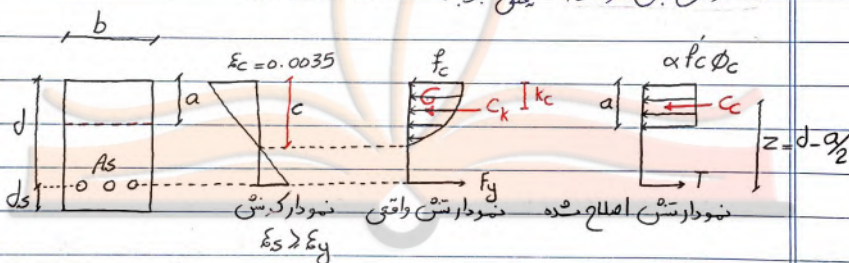 b
εc = 0.0035
fc
α f'c φc
a
c
kc
a
d
G
Ck
Cc
z = d - a/2
As
ds
Fy
T
نمودار کرنش
نمودار تنش واقعی
نمودار تنش اصلاح شده
εs ≥ εy